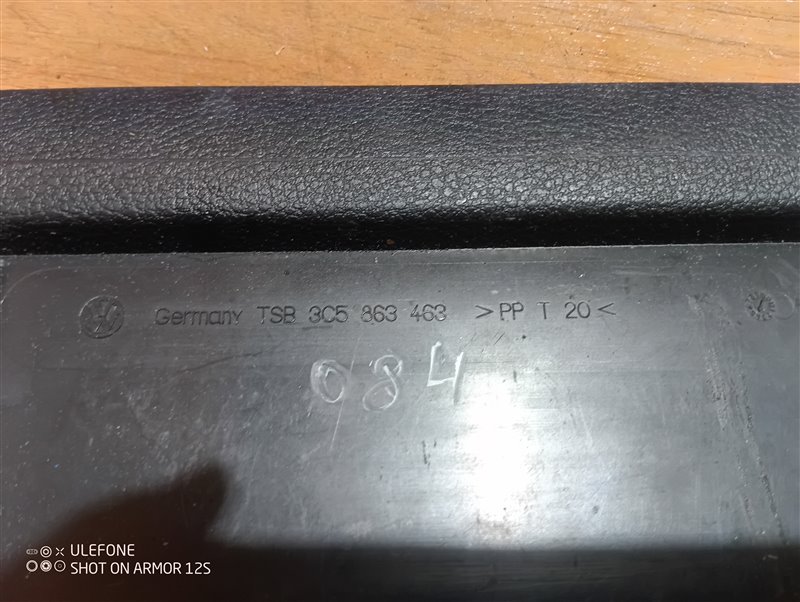 Germany TSB 3C5 863 463 >PP T 20<
084
ULEFONE
SHOT ON ARMOR 12S